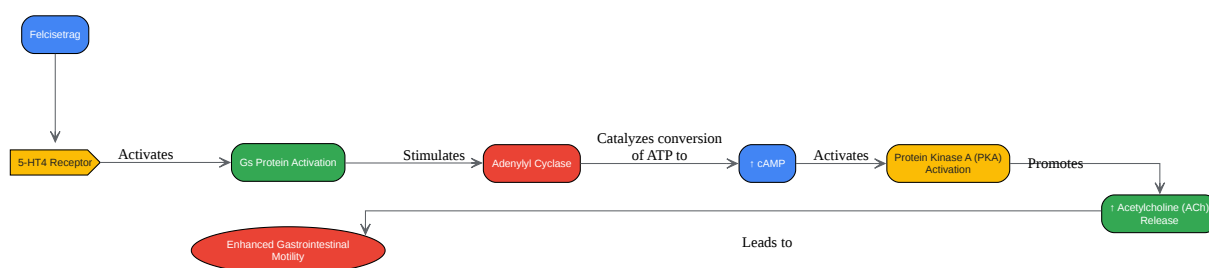 Felcisetrag
5-HT4 Receptor
Activates
Gs Protein Activation
Stimulates
Adenylyl Cyclase
Catalyzes conversion
of ATP to
↑ cAMP
Activates
Protein Kinase A (PKA)
Activation
Promotes
↑ Acetylcholine (ACh)
Release
Leads to
Enhanced Gastrointestinal
Motility